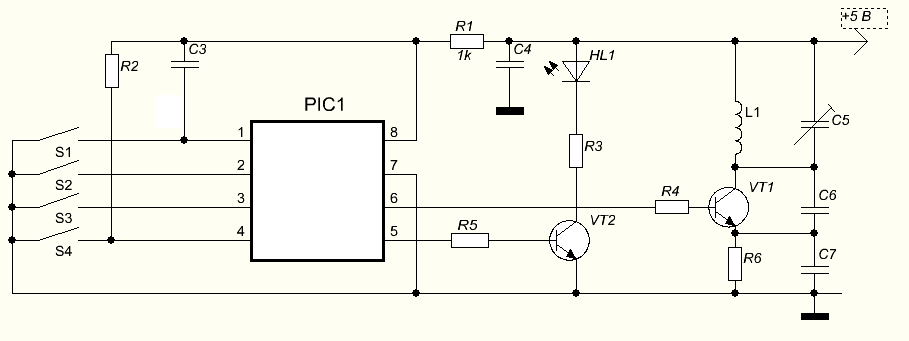 +5 В
R1
1k
C3
C4
HL1
R2
PIC1
L1
C5
1
8
S1
R3
2
7
S2
R4
VT1
3
6
C6
S3
R5
VT2
4
5
S4
R6
C7